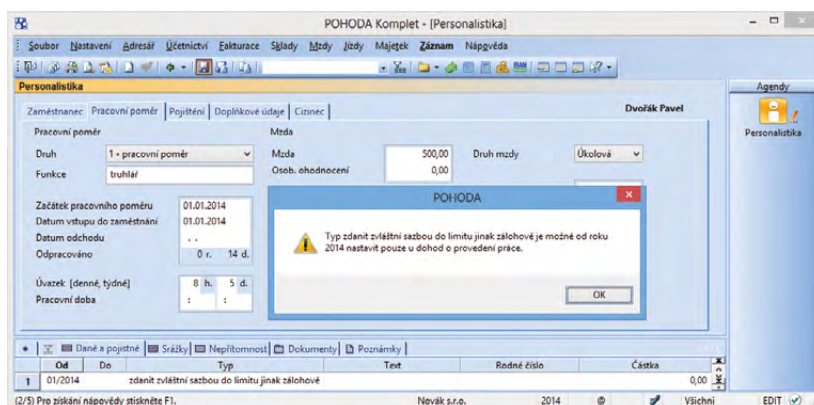 POHODA Komplet - [Personalistika]
Soubor Nastavení Adresář Účetnictví Fakturace Sklady Mzdy Jízdy Majetek Záznam Nápověda
Personalistika
Agendy
Zaměstnanec Pracovní poměr Pojištění Doplňkové údaje Cizinec
Dvořák Pavel
Personalistika
Pracovní poměr
Mzda
Druh 1 - pracovní poměr
Mzda 500,00 Druh mzdy Úkolová
Funkce truhlář
Osob. ohodnocení 0,00
Začátek pracovního poměru 01.01.2014
Datum vstupu do zaměstnání 01.01.2014
Datum odchodu . .
Odpracováno 0 r. 14 d.
Úvazek [denně, týdně] 8 h. 5 d.
Pracovní doba : :
POHODA
Typ zdanit zvláštní sazbou do limitu jinak zálohově je možné od roku
2014 nastavit pouze u dohod o provedení práce.
OK
Daně a pojistné Srážky Nepřítomnost Dokumenty Poznámky
Od Do Typ Text Rodné číslo Částka
1 01/2014 zdanit zvláštní sazbou do limitu jinak zálohově 0,00
(2/5) Pro získání nápovědy stiskněte F1. Novák s.r.o. 2014 @ Všichni EDIT